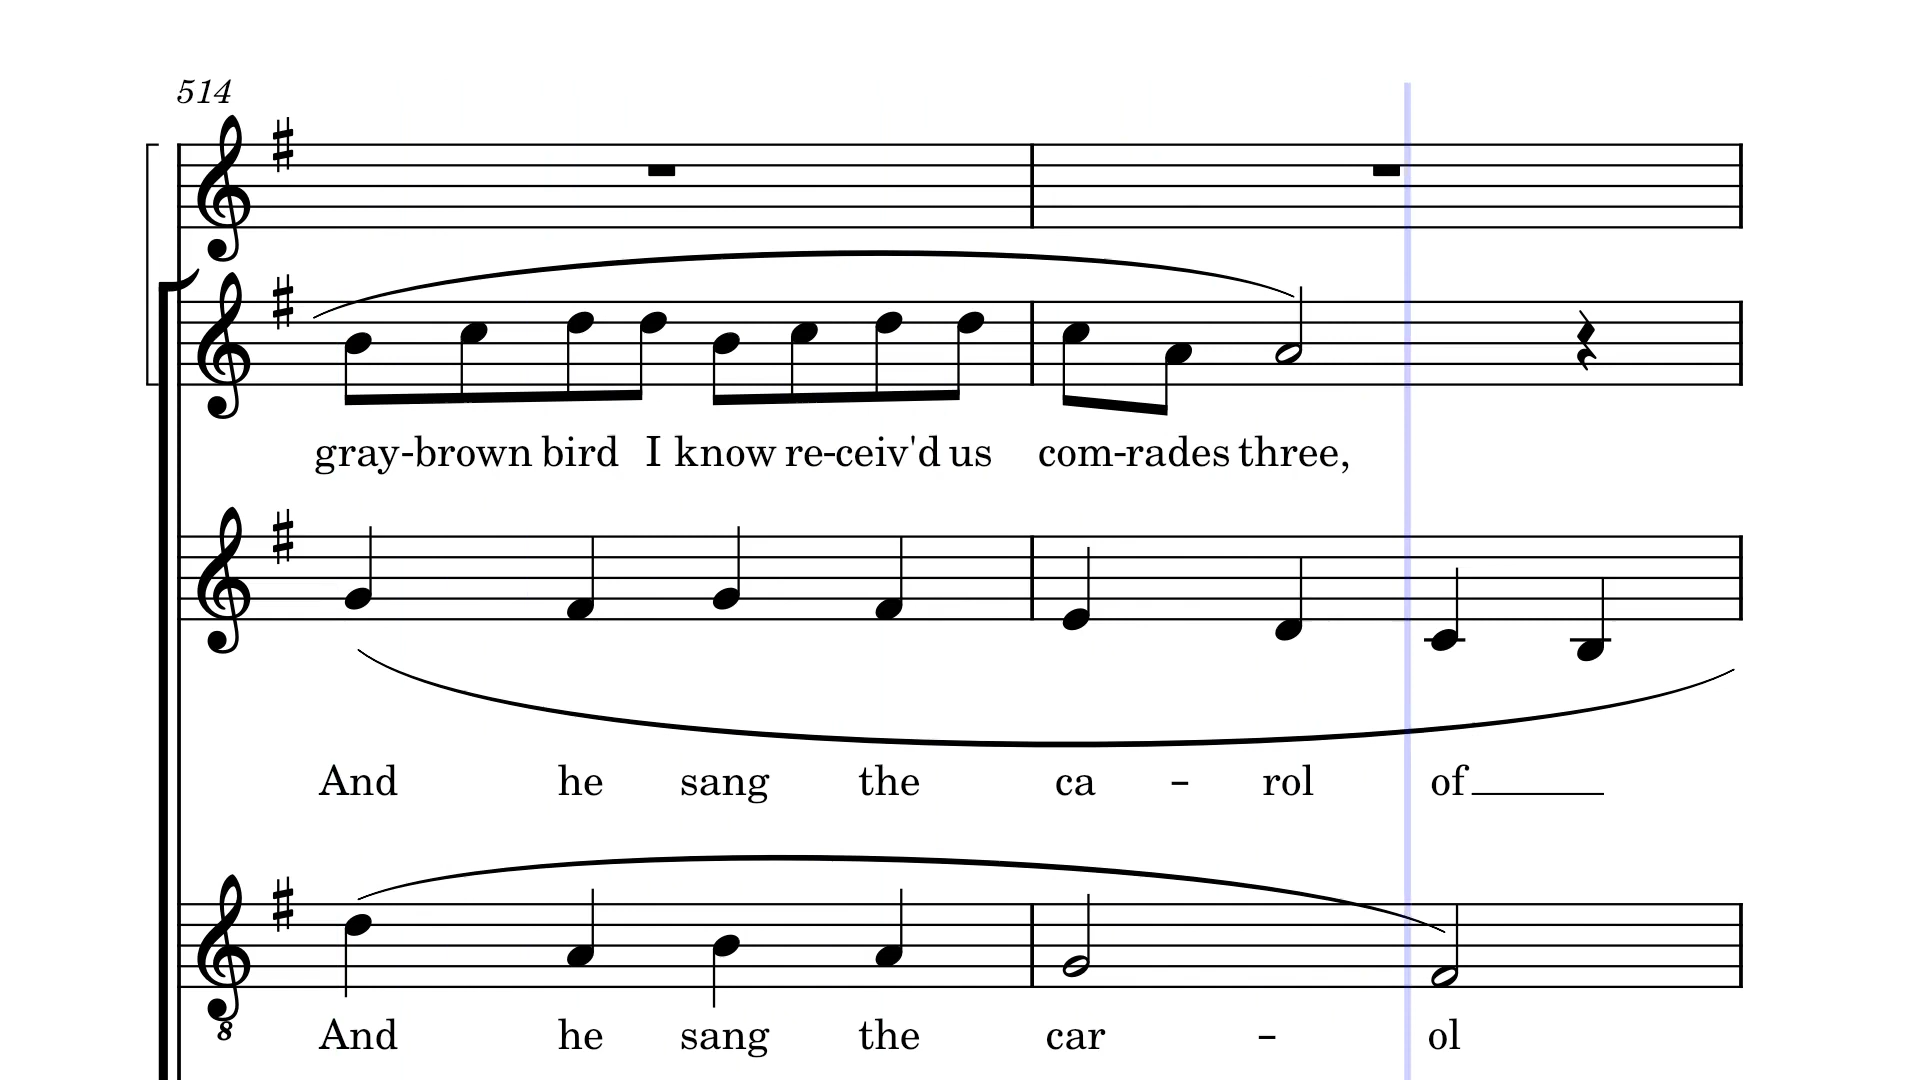 514
gray-brown bird I know re-ceiv'd us com-rades three,
And he sang the ca - rol of
8
And he sang the car - ol